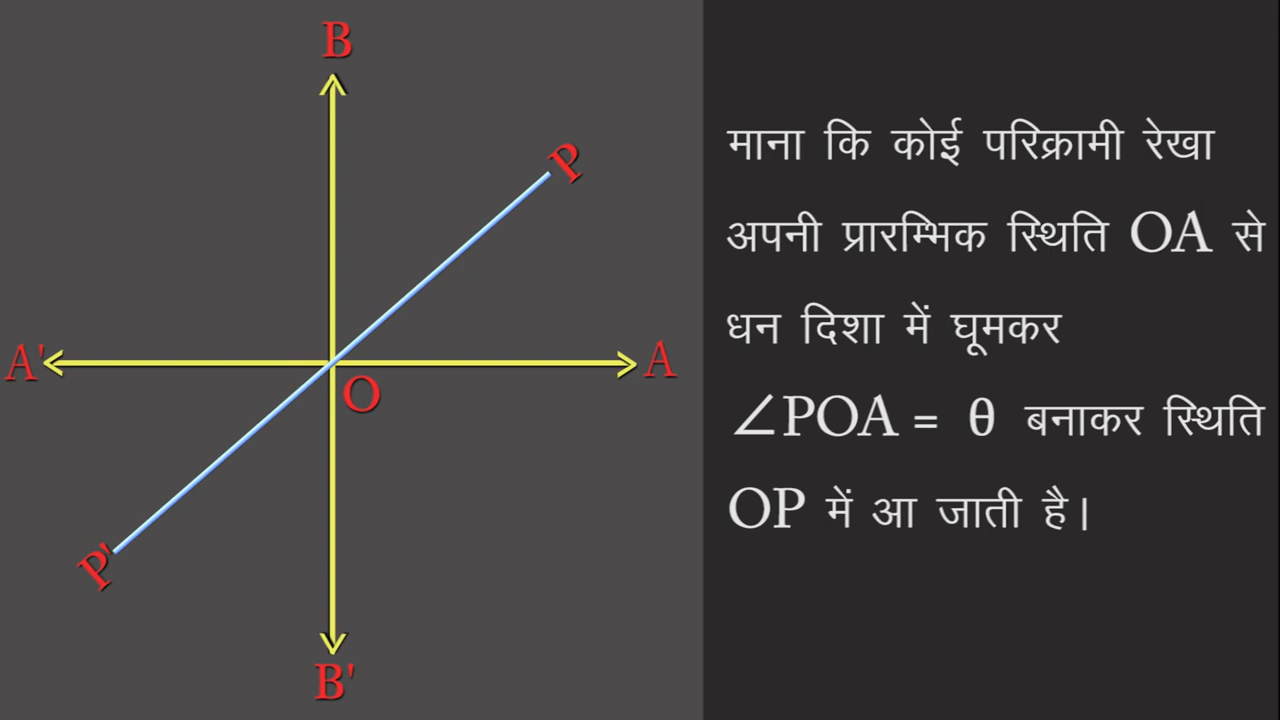 B
P
A'
A
O
P'
B'
माना कि कोई परिक्रामी रेखा
अपनी प्रारम्भिक स्थिति OA से
धन दिशा में घूमकर
∠POA = θ बनाकर स्थिति
OP में आ जाती है।